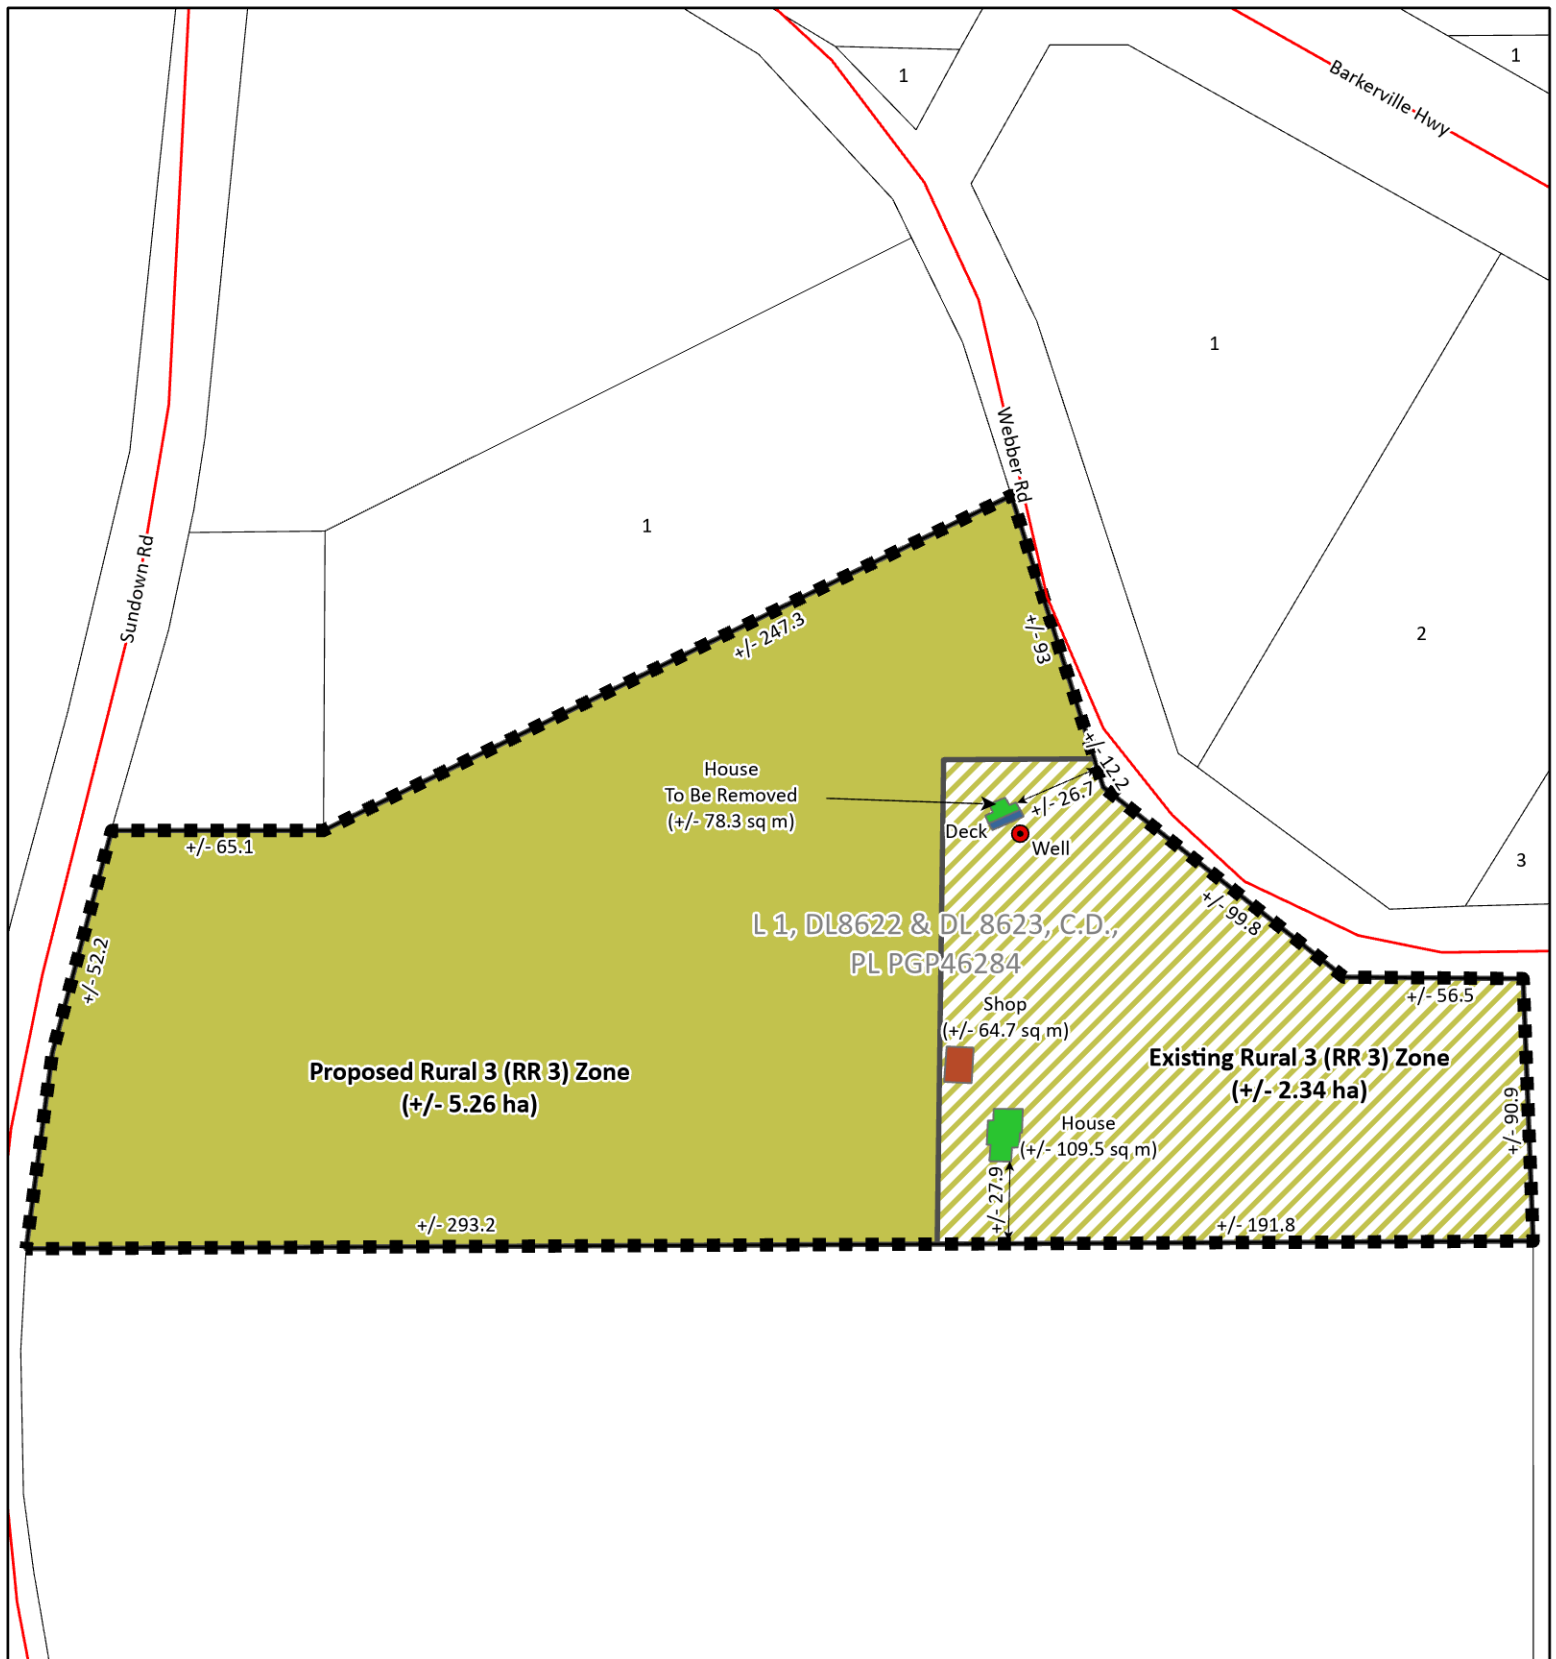 1
1
Barkerville Hwy
1
Webber Rd
1
Sundown Rd
+/- 247.3
+/- 93
2
+/- 12.2
House
To Be Removed
(+/- 78.3 sq m)
+/- 26.7
Deck
Well
+/- 65.1
3
+/- 99.8
L 1, DL8622 & DL 8623, C.D.,
PL PGP46284
+/- 52.2
+/- 56.5
Shop
(+/- 64.7 sq m)
Proposed Rural 3 (RR 3) Zone
(+/- 5.26 ha)
Existing Rural 3 (RR 3) Zone
(+/- 2.34 ha)
+/- 90.9
House
(+/- 109.5 sq m)
+/- 27.9
+/- 293.2
+/- 191.8